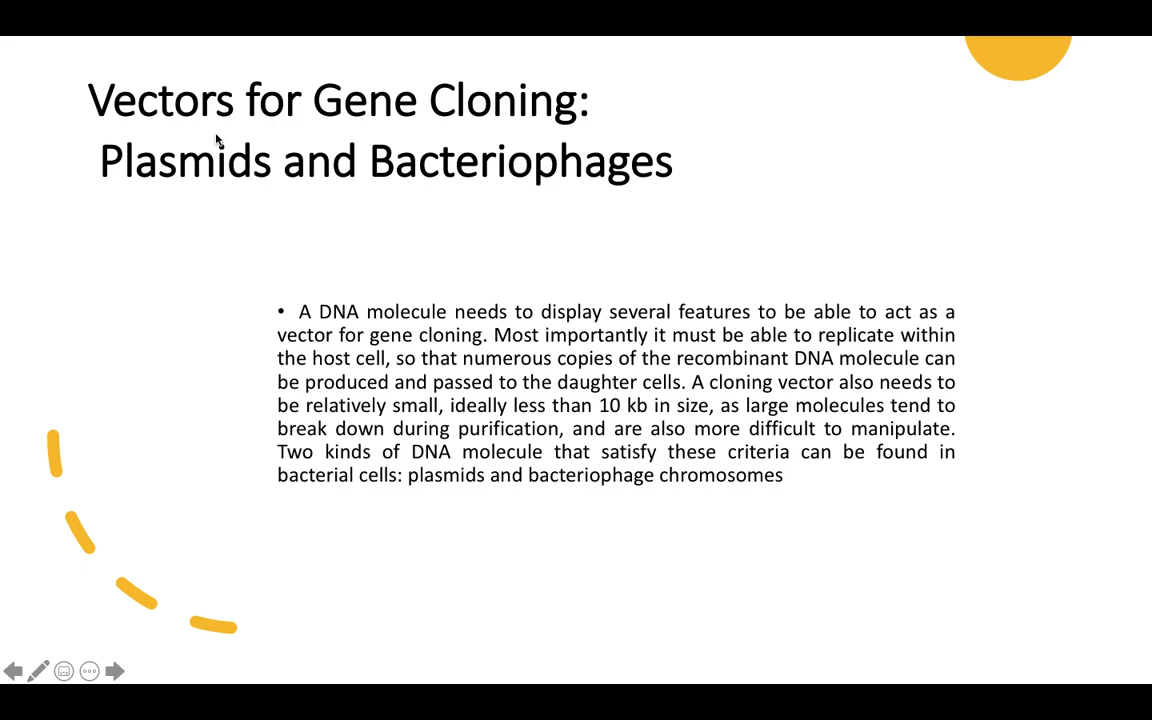 Vectors for Gene Cloning:
Plasmids and Bacteriophages
• A DNA molecule needs to display several features to be able to act as a
vector for gene cloning. Most importantly it must be able to replicate within
the host cell, so that numerous copies of the recombinant DNA molecule can
be produced and passed to the daughter cells. A cloning vector also needs to
be relatively small, ideally less than 10 kb in size, as large molecules tend to
break down during purification, and are also more difficult to manipulate.
Two kinds of DNA molecule that satisfy these criteria can be found in
bacterial cells: plasmids and bacteriophage chromosomes